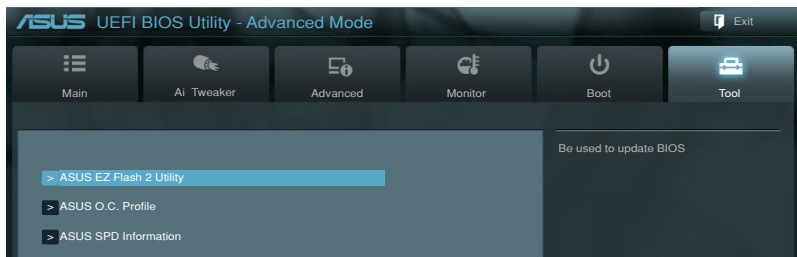 ASUS UEFI BIOS Utility - Advanced Mode
Exit
Main
Ai Tweaker
Advanced
Monitor
Boot
Tool
Be used to update BIOS
> ASUS EZ Flash 2 Utility
> ASUS O.C. Profile
> ASUS SPD Information